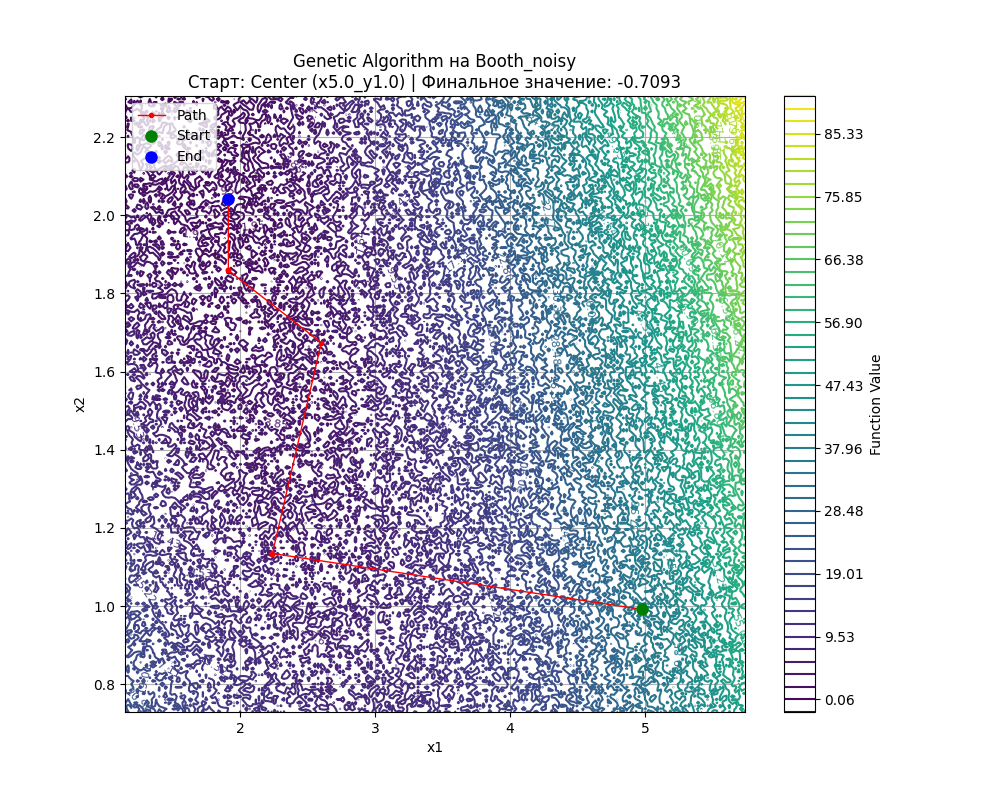 Genetic Algorithm на Booth_noisy
Старт: Center (x5.0_y1.0) | Финальное значение: -0.7093
Path
Start
End
2.2
2.0
1.8
1.6
1.4
1.2
1.0
0.8
x2
2
3
4
5
x1
85.33
75.85
66.38
56.90
47.43
37.96
28.48
19.01
9.53
0.06
Function Value